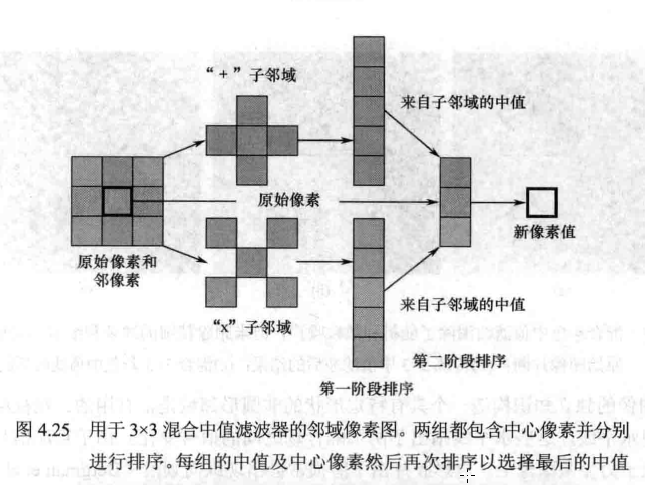 “+”子邻域
来自子邻域的中值
原始像素
新像素值
原始像素和
邻像素
“x”子邻域
来自子邻域的中值
第二阶段排序
第一阶段排序
图 4.25 用于 3×3 混合中值滤波器的邻域像素图。两组都包含中心像素并分别
进行排序。每组的中值及中心像素然后再次排序以选择最后的中值